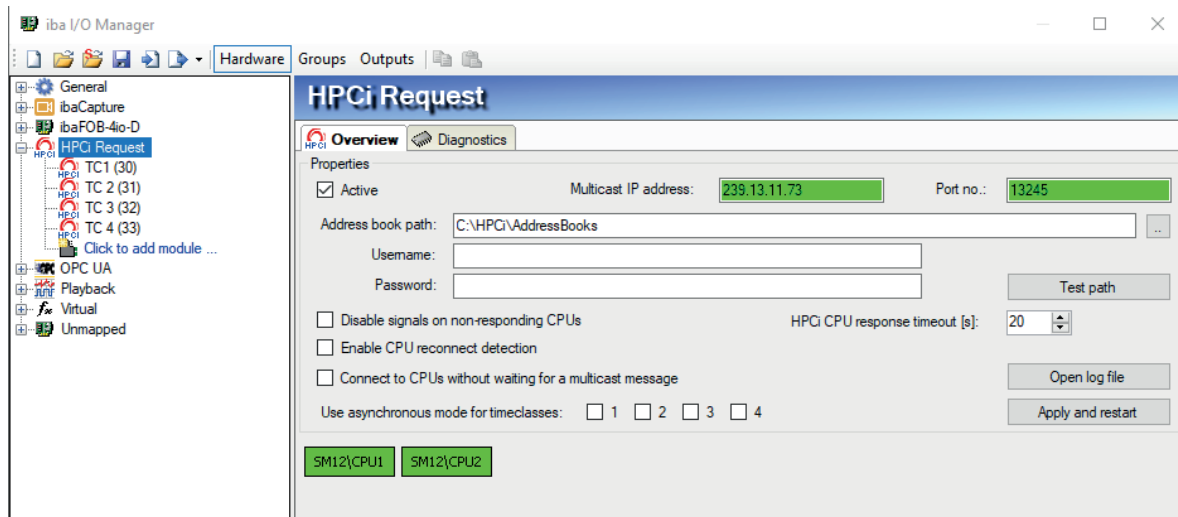 iba I/O Manager
Hardware Groups Outputs
General
ibaCapture
ibaFOB-4io-D
HPCi Request
TC1 (30)
TC 2 (31)
TC 3 (32)
TC 4 (33)
Click to add module ...
OPC UA
Playback
Virtual
Unmapped
HPCi Request
Overview Diagnostics
Properties
Active Multicast IP address: 239.13.11.73 Port no.: 13245
Address book path: C:\HPCi\AddressBooks ..
Username:
Password: Test path
Disable signals on non-responding CPUs HPCi CPU response timeout [s]: 20
Enable CPU reconnect detection
Connect to CPUs without waiting for a multicast message Open log file
Use asynchronous mode for timeclasses: 1 2 3 4 Apply and restart
SM12\CPU1 SM12\CPU2